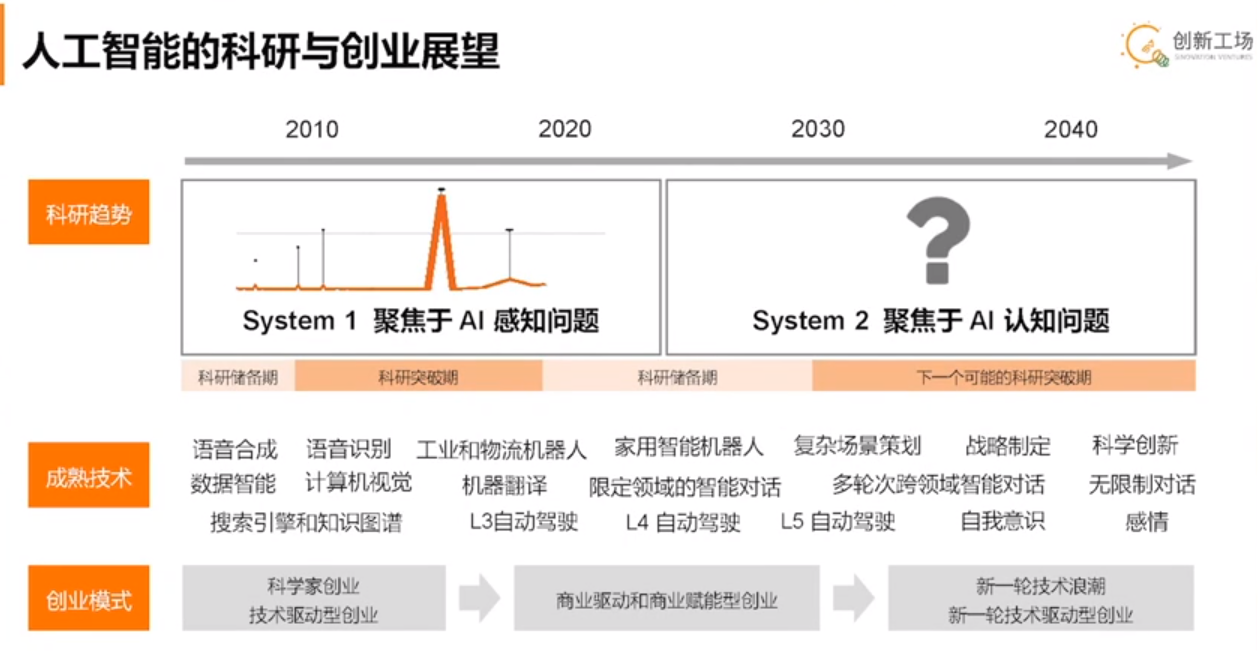 人工智能的科研与创业展望
创新工场
SINOVATION VENTURES
2010 2020 2030 2040
科研趋势
?
System 1 聚焦于 AI 感知问题
System 2 聚焦于 AI 认知问题
科研储备期 科研突破期 科研储备期 下一个可能的科研突破期
成熟技术
语音合成 语音识别 工业和物流机器人 家用智能机器人 复杂场景策划 战略制定 科学创新
数据智能 计算机视觉 机器翻译 限定领域的智能对话 多轮次跨领域智能对话 无限制对话
搜索引擎和知识图谱 L3自动驾驶 L4 自动驾驶 L5 自动驾驶 自我意识 感情
创业模式
科学家创业
技术驱动型创业
商业驱动和商业赋能型创业
新一轮技术浪潮
新一轮技术驱动型创业